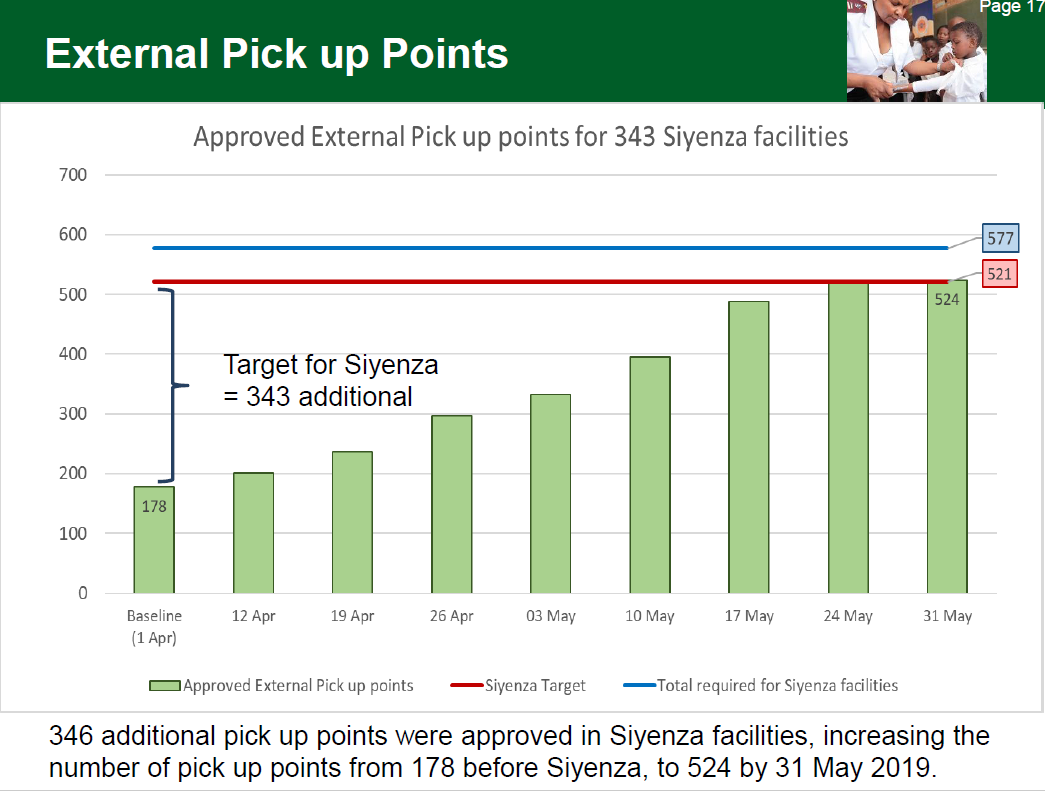 Page 17
External Pick up Points
Approved External Pick up points for 343 Siyenza facilities
700
600
500
400
300
200
100
0
577
521
524
178
Target for Siyenza
= 343 additional
Baseline
(1 Apr)
12 Apr
19 Apr
26 Apr
03 May
10 May
17 May
24 May
31 May
Approved External Pick up points
Siyenza Target
Total required for Siyenza facilities
346 additional pick up points were approved in Siyenza facilities, increasing the
number of pick up points from 178 before Siyenza, to 524 by 31 May 2019.